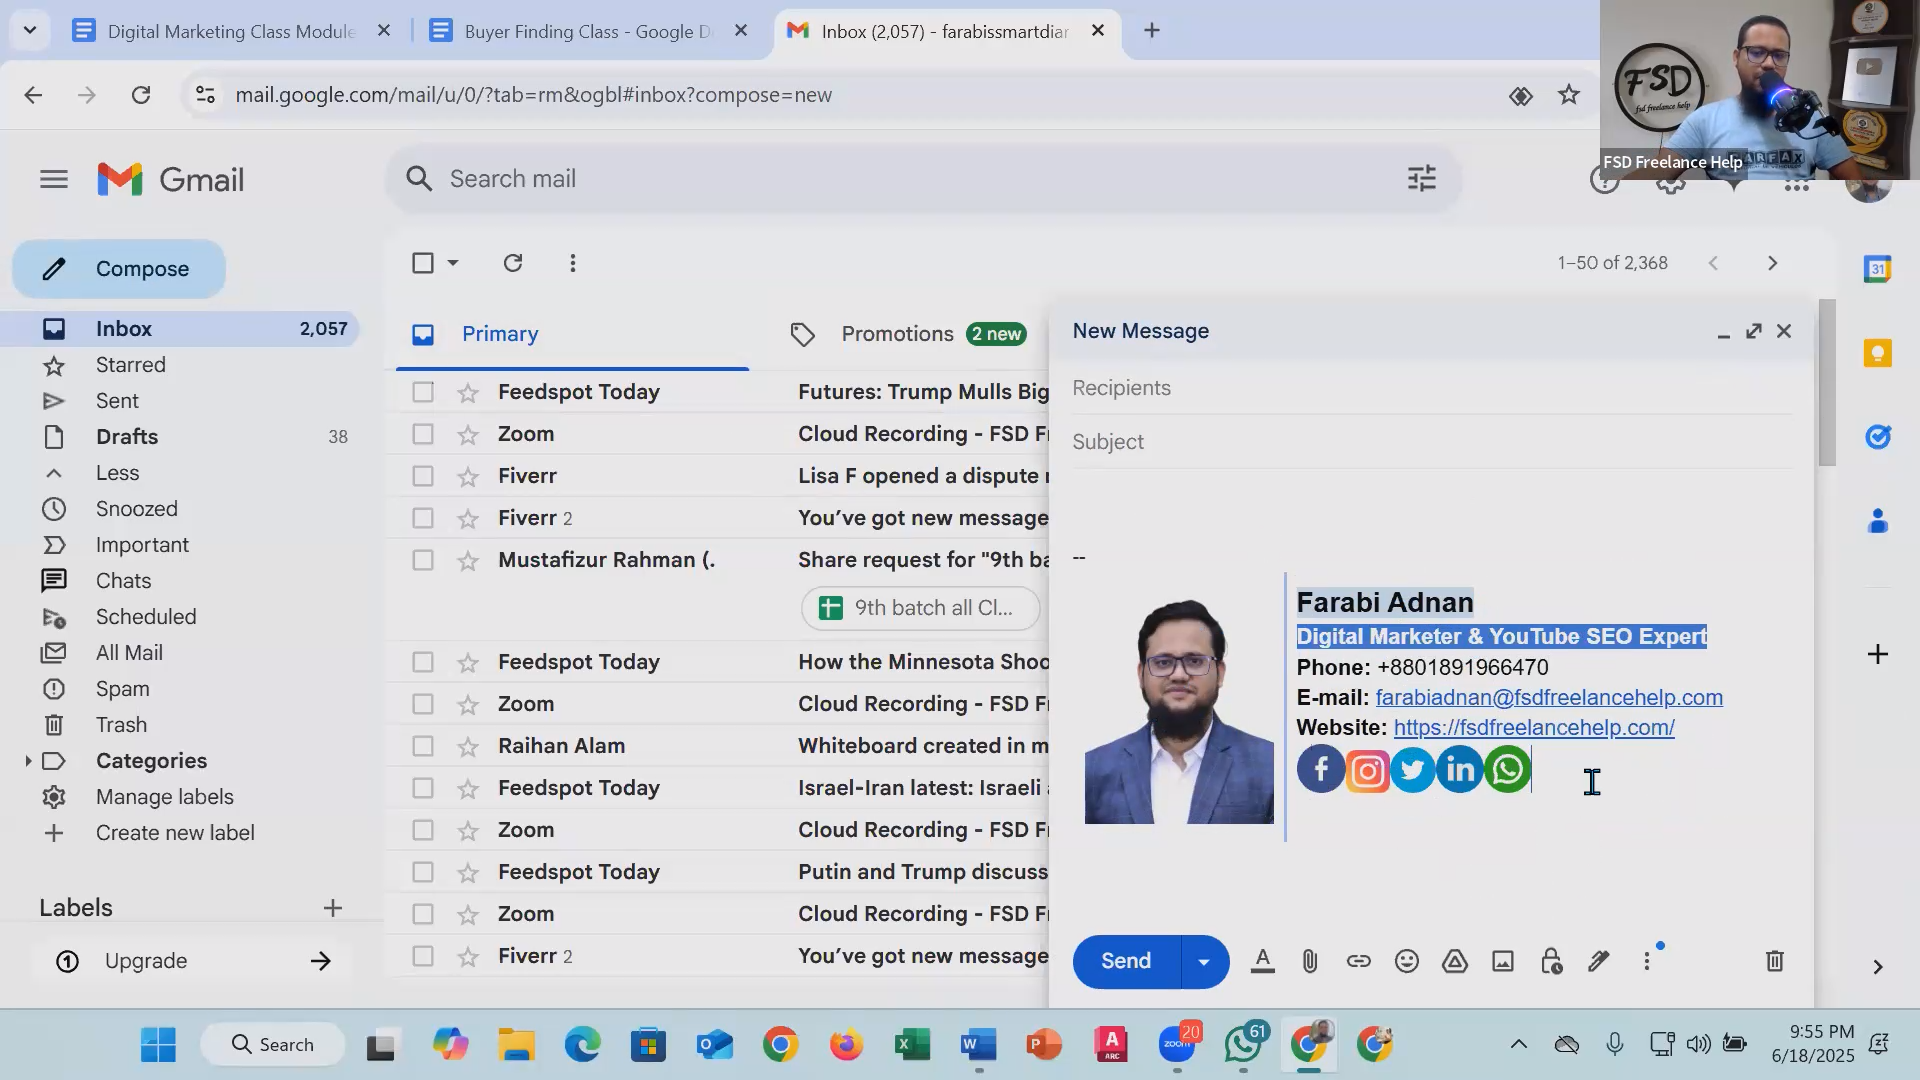 Digital Marketing Class Module
Buyer Finding Class - Google D
Inbox (2,057) - farabissmartdiar
mail.google.com/mail/u/0/?tab=rm&ogbl#inbox?compose=new
FSD
fsd freelance help
FSD Freelance Help
Gmail
Search mail
Compose
1–50 of 2,368
Inbox 2,057
Starred
Sent
Drafts 38
Less
Snoozed
Important
Chats
Scheduled
All Mail
Spam
Trash
Categories
Manage labels
Create new label
Labels
Upgrade
Primary
Promotions 2 new
Feedspot Today Futures: Trump Mulls Big
Zoom Cloud Recording - FSD Fr
Fiverr Lisa F opened a dispute
Fiverr 2 You've got new message
Mustafizur Rahman (. Share request for "9th ba
9th batch all Cl...
Feedspot Today How the Minnesota Shoo
Zoom Cloud Recording - FSD Fr
Raihan Alam Whiteboard created in m
Feedspot Today Israel-Iran latest: Israeli
Zoom Cloud Recording - FSD Fr
Feedspot Today Putin and Trump discuss
Zoom Cloud Recording - FSD Fr
Fiverr 2 You've got new message
New Message
Recipients
Subject
--
Farabi Adnan
Digital Marketer & YouTube SEO Expert
Phone: +8801891966470
E-mail: farabiadnan@fsdfreelancehelp.com
Website: https://fsdfreelancehelp.com/
Send
31
Search
20
zoom
61
ARC
9:55 PM
6/18/2025